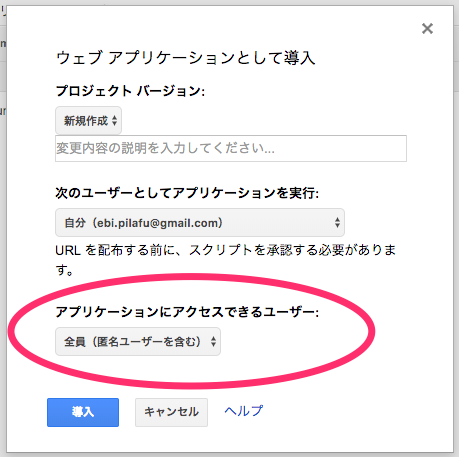 ウェブ アプリケーションとして導入
プロジェクト バージョン:
新規作成
変更内容の説明を入力してください...
次のユーザーとしてアプリケーションを実行:
自分（ebi.pilafu@gmail.com）
URL を配布する前に、スクリプトを承認する必要がありま
す。
アプリケーションにアクセスできるユーザー:
全員（匿名ユーザーを含む）
導入 キャンセル ヘルプ